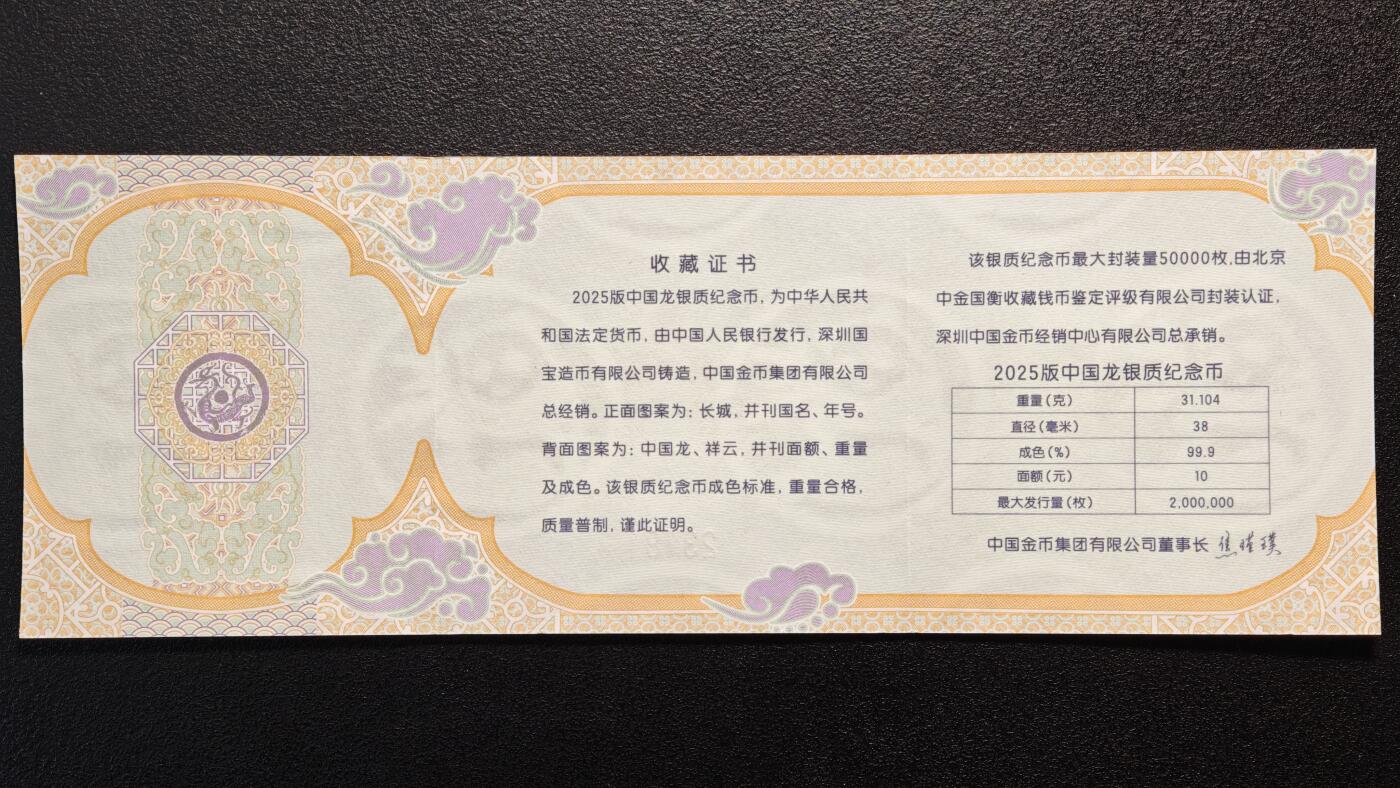 收藏证书
2025版中国龙银质纪念币，为中华人民共
和国法定货币，由中国人民银行发行，深圳国
宝造币有限公司铸造，中国金币集团有限公司
总经销。正面图案为：长城，并刊国名、年号。
背面图案为：中国龙、祥云，并刊面额、重量
及成色。该银质纪念币成色标准，重量合格，
质量普制，谨此证明。
该银质纪念币最大封装量50000枚，由北京
中金国衡收藏钱币鉴定评级有限公司封装认证，
深圳中国金币经销中心有限公司总承销。
2025版中国龙银质纪念币
重量（克） 31.104
直径（毫米） 38
成色（%） 99.9
面额（元） 10
最大发行量（枚） 2,000,000
中国金币集团有限公司董事长